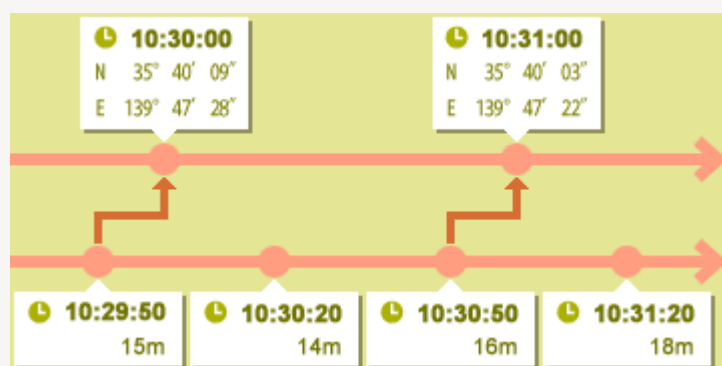 10:30:00
N 35° 40′ 09″
E 139° 47′ 28″
10:31:00
N 35° 40′ 03″
E 139° 47′ 22″
10:29:50
15m
10:30:20
14m
10:30:50
16m
10:31:20
18m